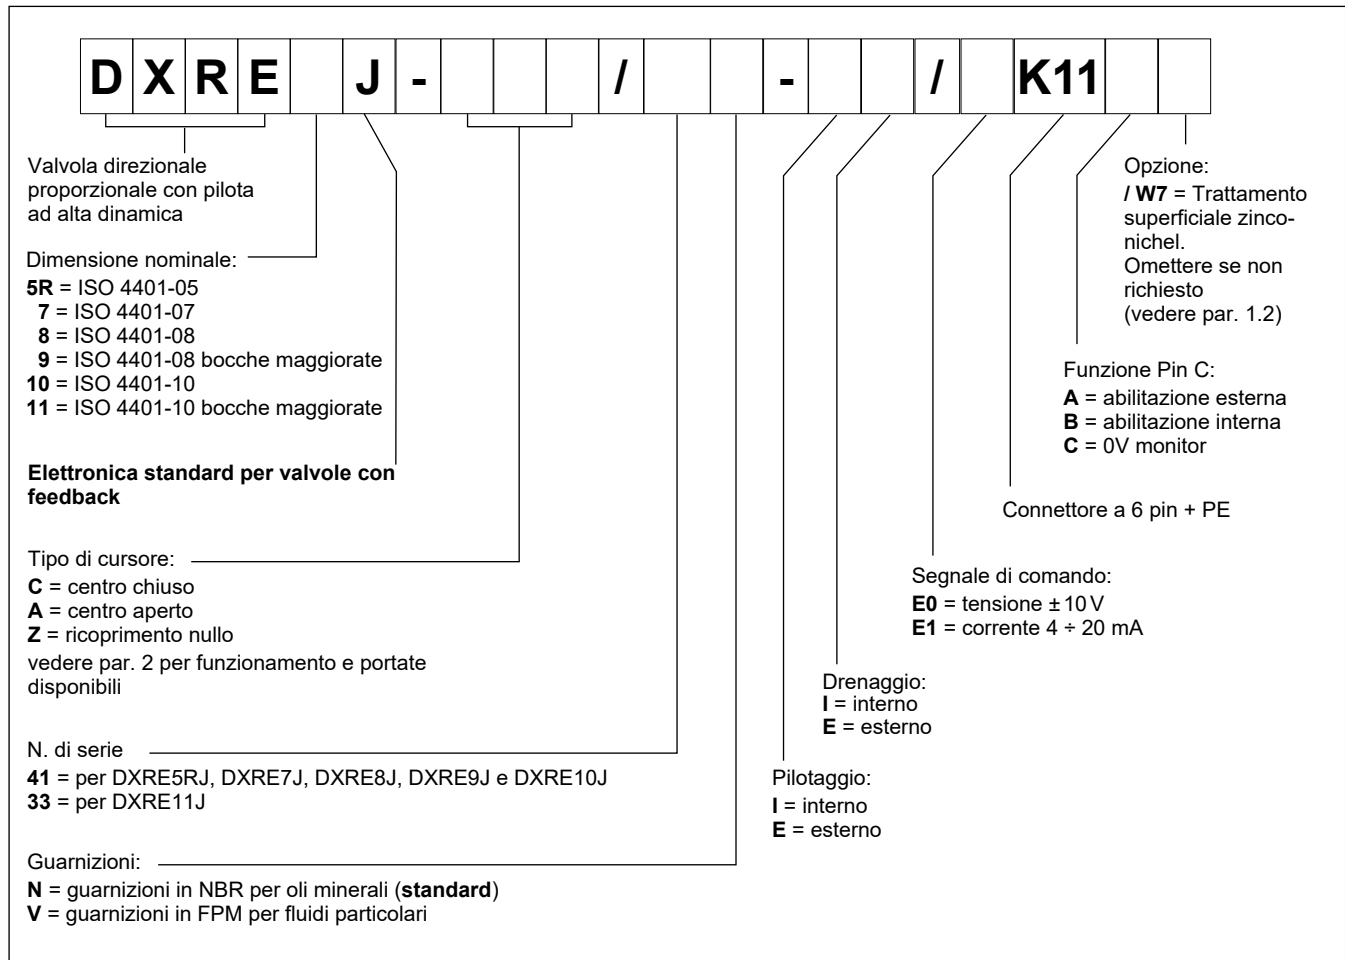 D X R E J - / - / K11
Valvola direzionale
proporzionale con pilota
ad alta dinamica
Dimensione nominale:
5R = ISO 4401-05
7 = ISO 4401-07
8 = ISO 4401-08
9 = ISO 4401-08 bocche maggiorate
10 = ISO 4401-10
11 = ISO 4401-10 bocche maggiorate
Elettronica standard per valvole con
feedback
Tipo di cursore:
C = centro chiuso
A = centro aperto
Z = ricoprimento nullo
vedere par. 2 per funzionamento e portate
disponibili
N. di serie
41 = per DXRE5RJ, DXRE7J, DXRE8J, DXRE9J e DXRE10J
33 = per DXRE11J
Guarnizioni:
N = guarnizioni in NBR per oli minerali (standard)
V = guarnizioni in FPM per fluidi particolari
Pilotaggio:
I = interno
E = esterno
Drenaggio:
I = interno
E = esterno
Segnale di comando:
E0 = tensione ± 10 V
E1 = corrente 4 ÷ 20 mA
Connettore a 6 pin + PE
Funzione Pin C:
A = abilitazione esterna
B = abilitazione interna
C = 0V monitor
Opzione:
/ W7 = Trattamento
superficiale zinco-
nichel.
Omettere se non
richiesto
(vedere par. 1.2)